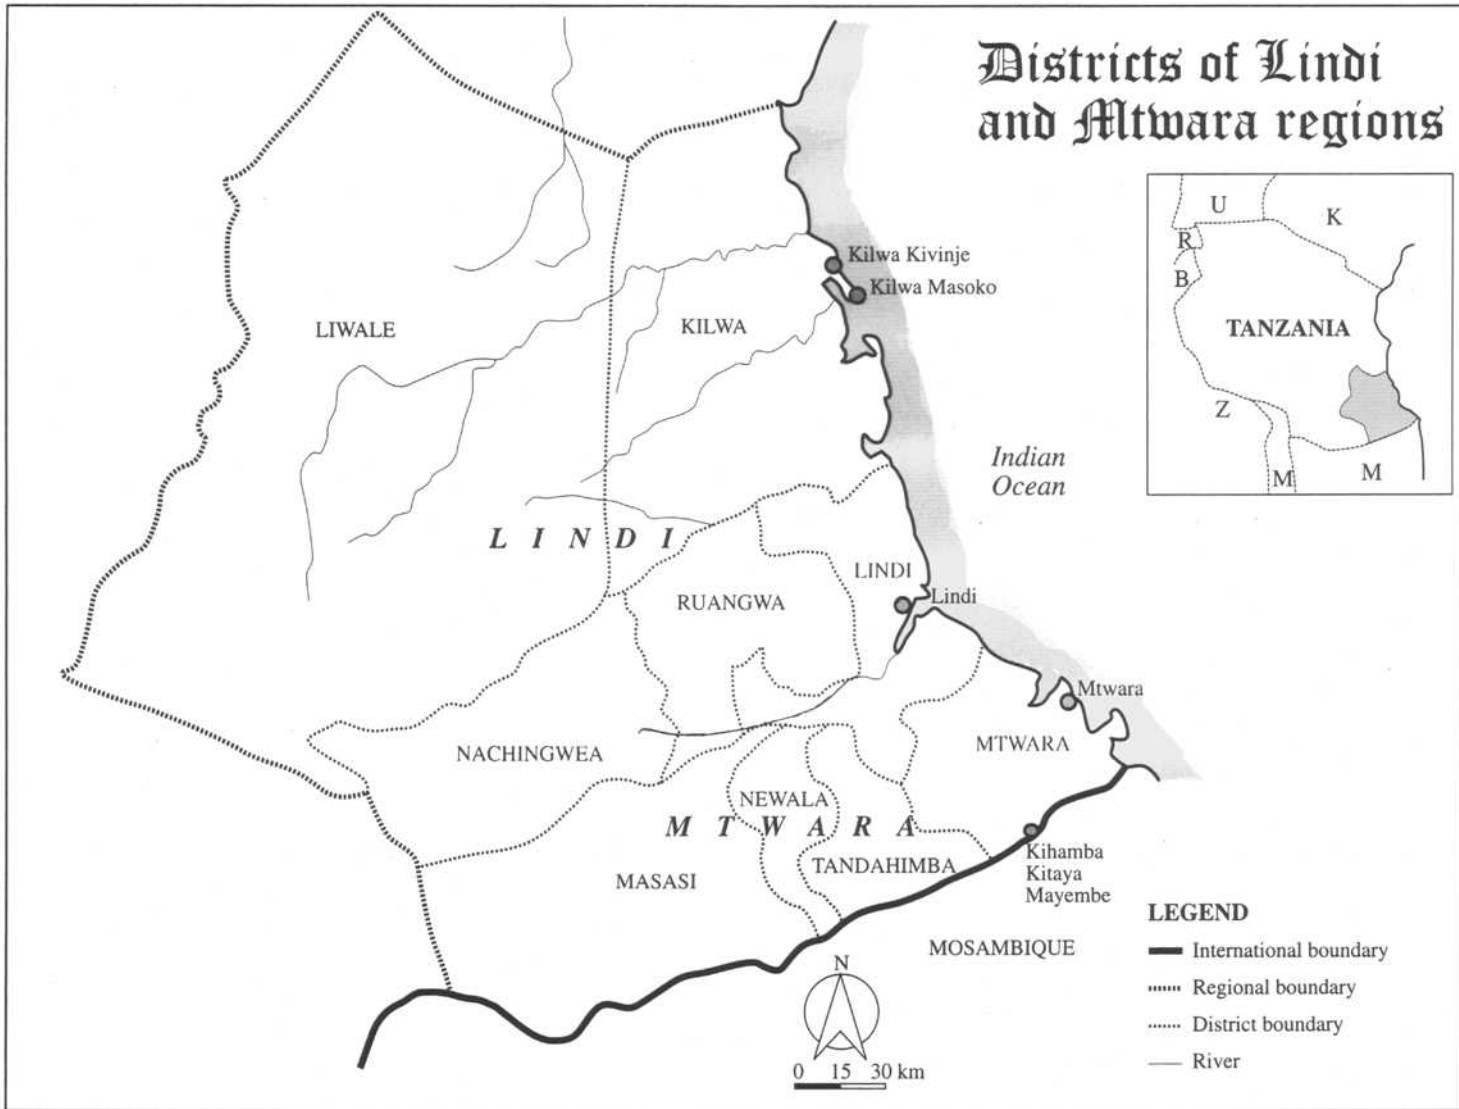 Districts of Lindi
and Mtwara regions
U
K
R
B
TANZANIA
Z
M
M
Kilwa Kivinje
Kilwa Masoko
LIWALE
KILWA
Indian
Ocean
LINDI
LINDI
RUANGWA
Lindi
Mtwara
NACHINGWEA
MTWARA
NEWALA
MTWARA
TANDAHIMBA
MASASI
Kihamba
Kitaya
Mayembe
MOSAMBIQUE
N
0 15 30 km
LEGEND
International boundary
Regional boundary
District boundary
River